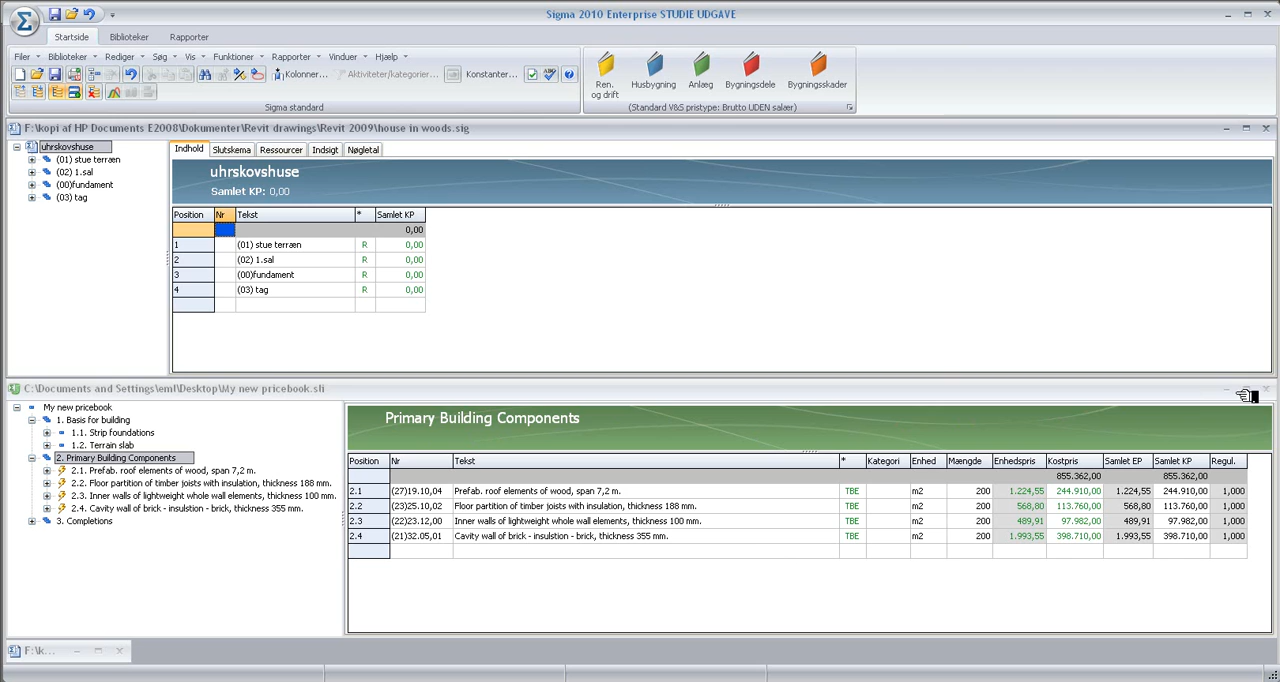 Sigma 2010 Enterprise STUDIE UDGAVE
Startside Biblioteker Rapporter
Filer Biblioteker Rediger Søg Vis Funktioner Rapporter Vinduer Hjælp
Kolonner... Aktiviteter/kategorier... Konstanter...
Sigma standard
Ren. og drift Husbygning Anlæg Bygningsdele Bygningsskader
(Standard V&S pristype: Brutto UDEN salær)
F:\kopi af HP Documents E2008\Dokumenter\Revit drawings\Revit 2009\house in woods.sig
uhrskovshuse
(01) stue terræn
(02) 1.sal
(00)fundament
(03) tag
Indhold Slutskema Ressourcer Indsigt Nøgletal
uhrskovshuse
Samlet KP: 0,00
Position Nr Tekst * Samlet KP
0,00
1 (01) stue terræn R 0,00
2 (02) 1.sal R 0,00
3 (00)fundament R 0,00
4 (03) tag R 0,00
C:\Documents and Settings\eml\Desktop\My new pricebook.sli
My new pricebook
1. Basis for building
1.1. Strip foundations
1.2. Terrain slab
2. Primary Building Components
2.1. Prefab. roof elements of wood, span 7,2 m.
2.2. Floor partition of timber joists with insulation, thickness 188 mm.
2.3. Inner walls of lightweight whole wall elements, thickness 100 mm.
2.4. Cavity wall of brick - insulstion - brick, thickness 355 mm.
3. Completions
Primary Building Components
Position Nr Tekst * Kategori Enhed Mængde Enhedspris Kostpris Samlet EP Samlet KP Regul.
855.362,00 855.362,00
2.1 (27)19.10,04 Prefab. roof elements of wood, span 7,2 m. TBE m2 200 1.224,55 244.910,00 1.224,55 244.910,00 1,000
2.2 (23)25.10,02 Floor partition of timber joists with insulation, thickness 188 mm. TBE m2 200 568,80 113.760,00 568,80 113.760,00 1,000
2.3 (22)23.12,00 Inner walls of lightweight whole wall elements, thickness 100 mm. TBE m2 200 489,91 97.982,00 489,91 97.982,00 1,000
2.4 (21)32.05,01 Cavity wall of brick - insulstion - brick, thickness 355 mm. TBE m2 200 1.993,55 398.710,00 1.993,55 398.710,00 1,000
F:\k...